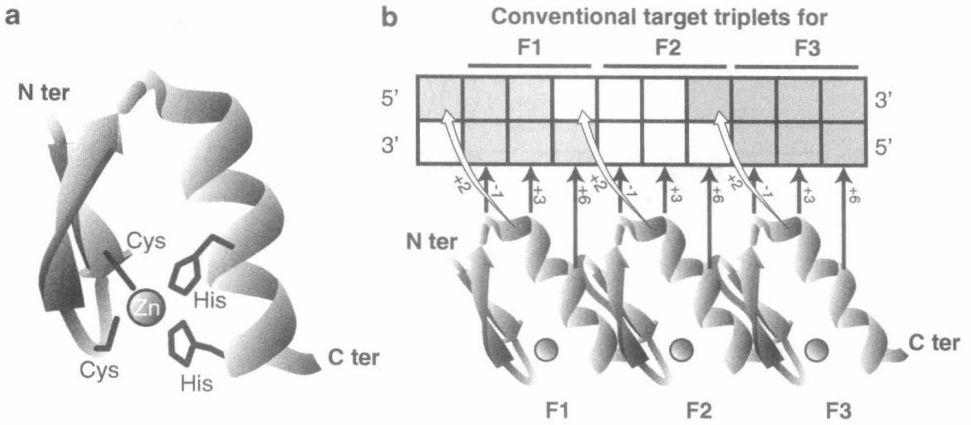 a
N ter
Cys
Zn
His
Cys
His
C ter
b
Conventional target triplets for
F1 F2 F3
5' 3'
3' 5'
+2 -1 +3 +6 +2 -1 +3 +6 +2 -1 +3 +6
N ter
C ter
F1 F2 F3